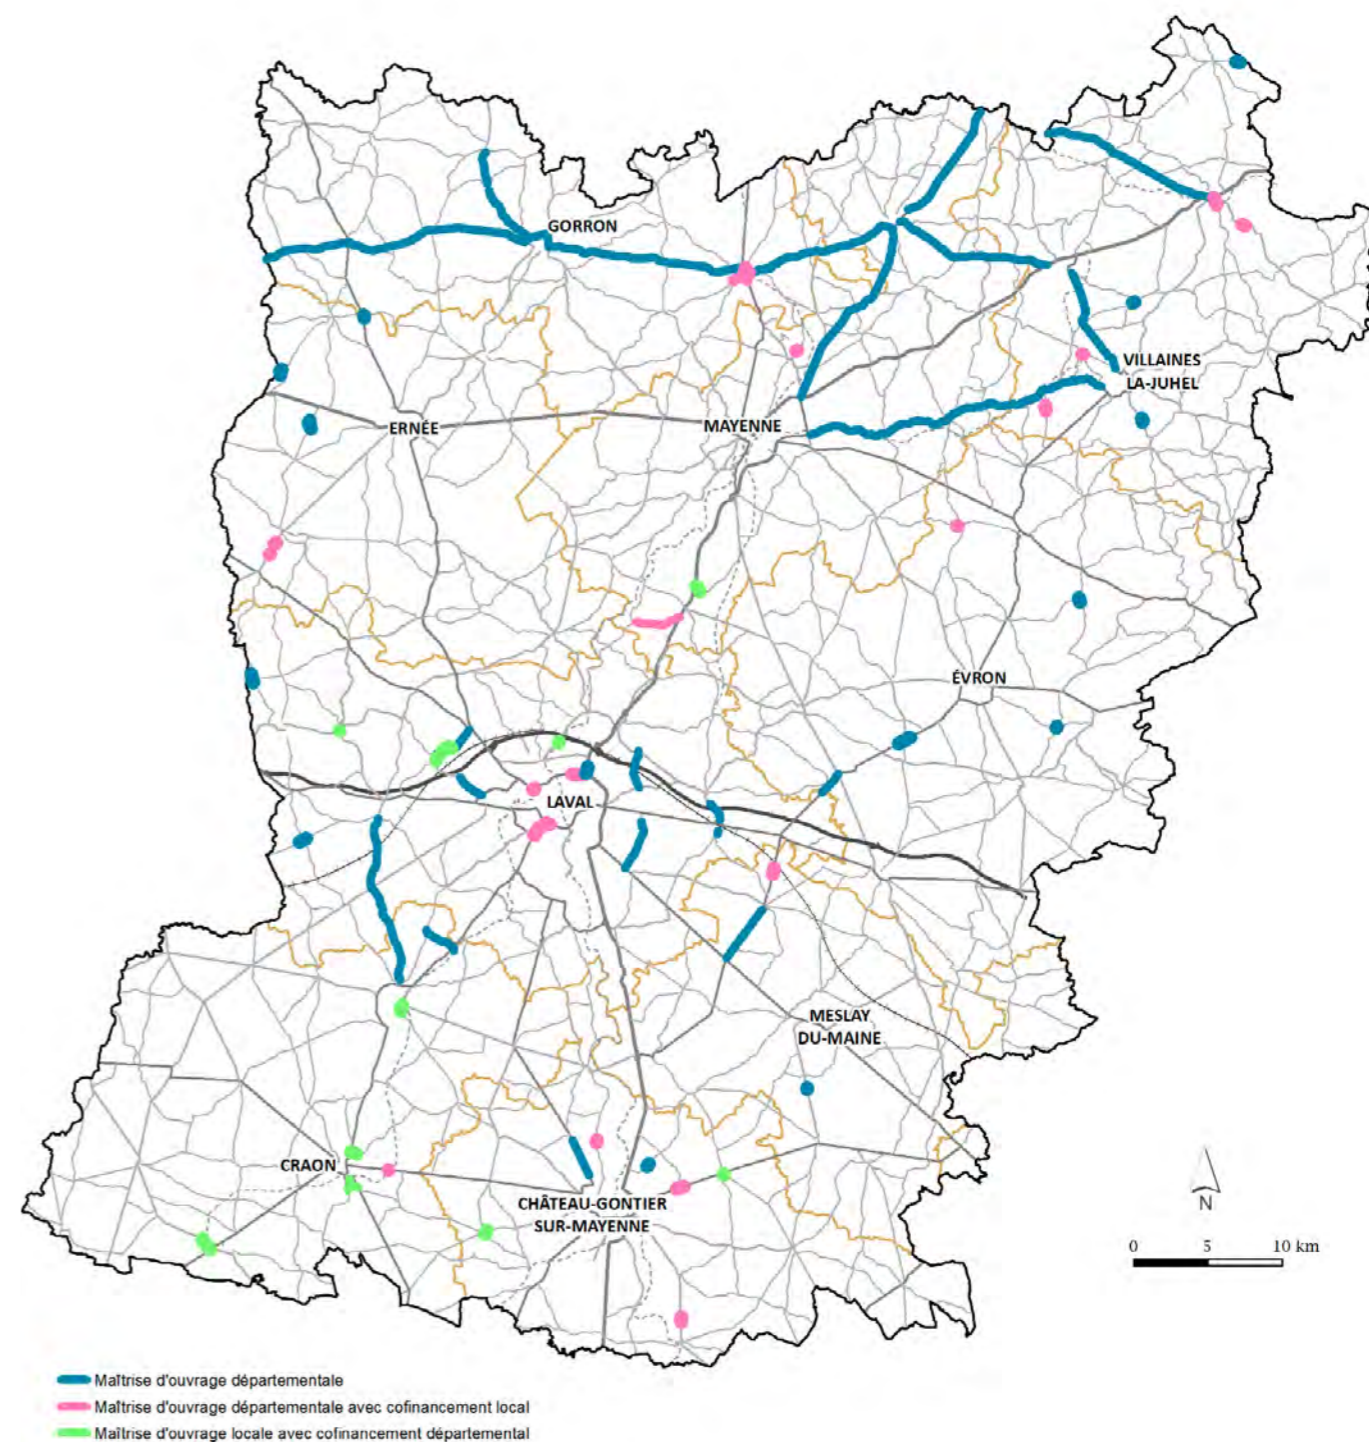 GORRON
VILLAINES
LA-JUHEL
ERNÉE
MAYENNE
ÉVRON
LAVAL
MESLAY
DU-MAINE
CRAON
CHÂTEAU-GONTIER
SUR-MAYENNE
N
0 5 10 km
Maîtrise d'ouvrage départementale
Maîtrise d'ouvrage départementale avec cofinancement local
Maîtrise d'ouvrage locale avec cofinancement départemental